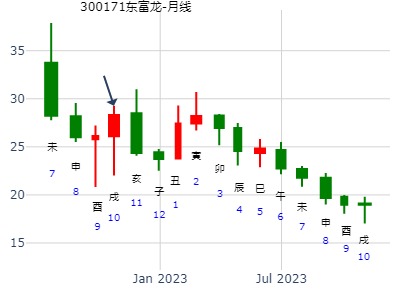 300171东富龙-月线
35
30
25
20
15
未
7
申
8
酉
9
戌
10
亥
11
子
12
丑
1
寅
2
卯
3
辰
4
巳
5
午
6
未
7
申
8
酉
9
戌
10
Jan 2023
Jul 2023